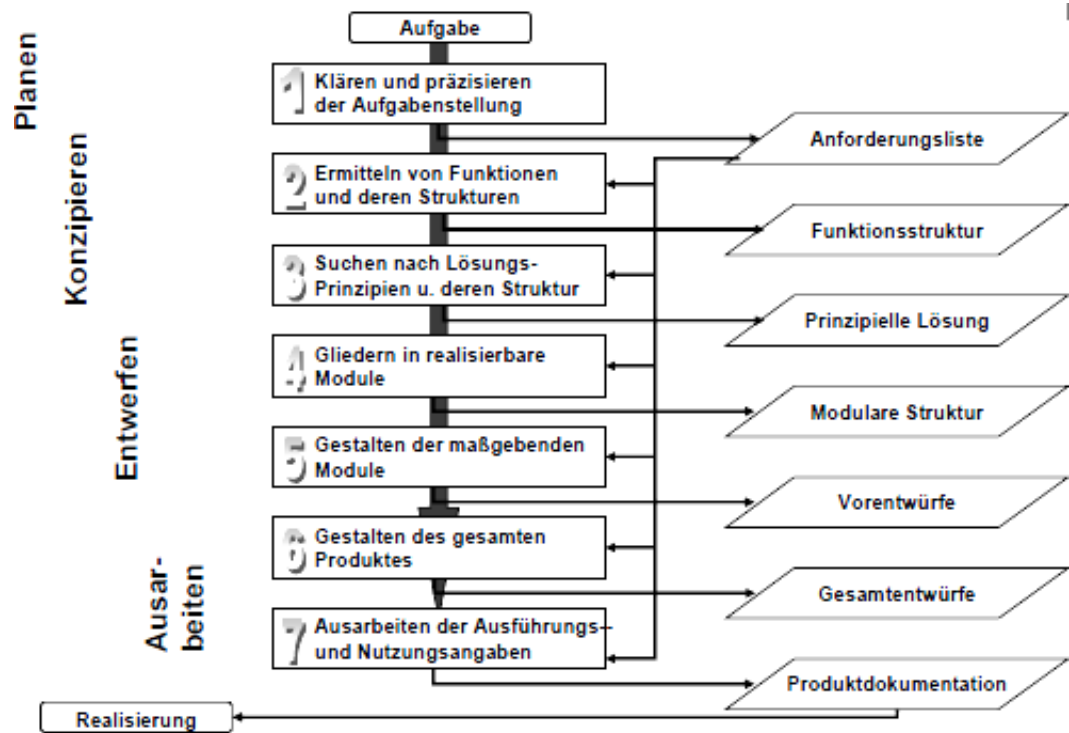 Aufgabe
Planen
1 Klären und präzisieren
der Aufgabenstellung
Anforderungsliste
Konzipieren
2 Ermitteln von Funktionen
und deren Strukturen
Funktionsstruktur
3 Suchen nach Lösungs-
Prinzipien u. deren Struktur
Prinzipielle Lösung
Entwerfen
4 Gliedern in realisierbare
Module
Modulare Struktur
5 Gestalten der maßgebenden
Module
Vorentwürfe
6 Gestalten des gesamten
Produktes
Gesamtentwürfe
Ausar-
beiten
7 Ausarbeiten der Ausführungs-
und Nutzungsangaben
Produktdokumentation
Realisierung